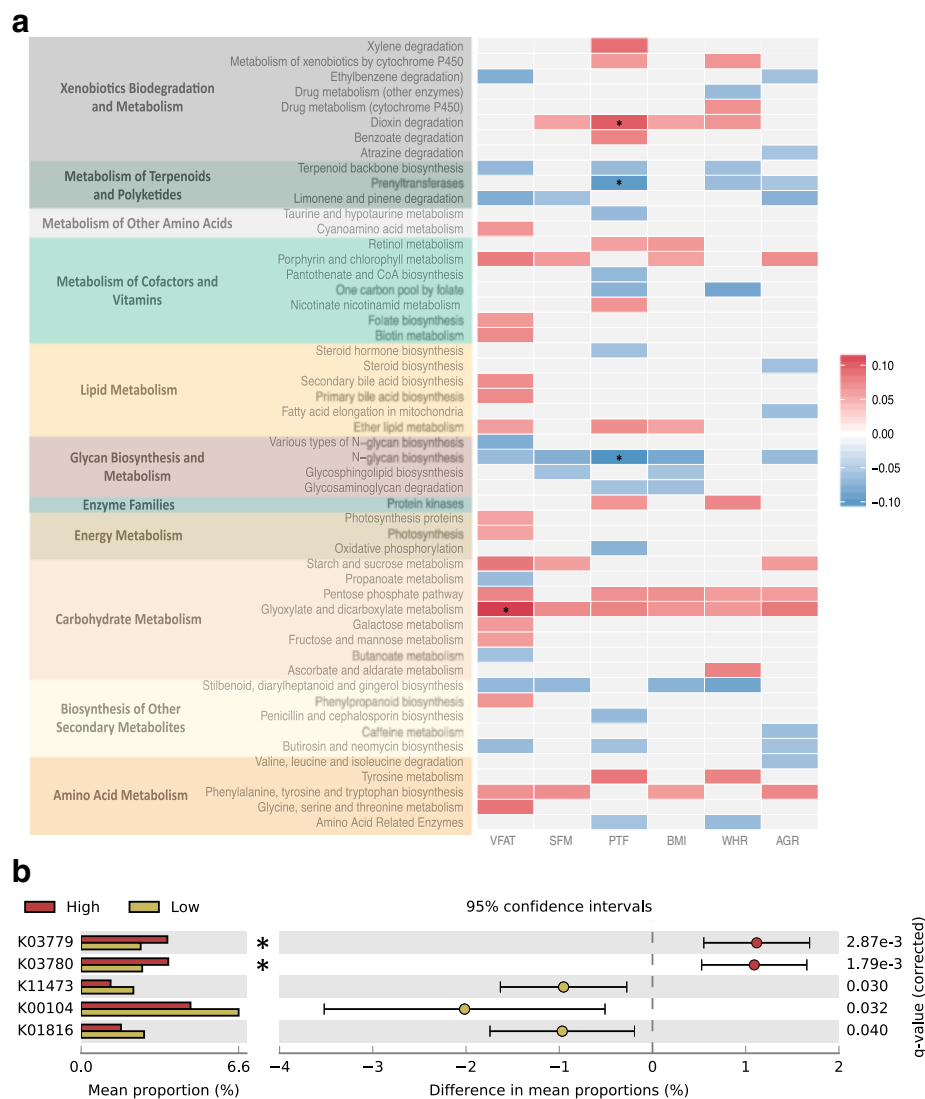 a
Xenobiotics Biodegradation
and Metabolism
Xylene degradation
Metabolism of xenobiotics by cytochrome P450
Ethylbenzene degradation)
Drug metabolism (other enzymes)
Drug metabolism (cytochrome P450)
Dioxin degradation
*
Benzoate degradation
Atrazine degradation
Metabolism of Terpenoids
and Polyketides
Terpenoid backbone biosynthesis
Prenyltransferases
*
Limonene and pinene degradation
Metabolism of Other Amino Acids
Taurine and hypotaurine metabolism
Cyanoamino acid metabolism
Metabolism of Cofactors and
Vitamins
Retinol metabolism
Porphyrin and chlorophyll metabolism
Pantothenate and CoA biosynthesis
One carbon pool by folate
Nicotinate nicotinamid metabolism
Folate biosynthesis
Biotin metabolism
Lipid Metabolism
Steroid hormone biosynthesis
Steroid biosynthesis
Secondary bile acid biosynthesis
Primary bile acid biosynthesis
Fatty acid elongation in mitochondria
Ether lipid metabolism
Glycan Biosynthesis and
Metabolism
Various types of N-glycan biosynthesis
N-glycan biosynthesis
*
Glycosphingolipid biosynthesis
Glycosaminoglycan degradation
Enzyme Families
Protein kinases
Energy Metabolism
Photosynthesis proteins
Photosynthesis
Oxidative phosphorylation
Carbohydrate Metabolism
Starch and sucrose metabolism
Propanoate metabolism
Pentose phosphate pathway
Glyoxylate and dicarboxylate metabolism
*
Galactose metabolism
Fructose and mannose metabolism
Butanoate metabolism
Ascorbate and aldarate metabolism
Biosynthesis of Other
Secondary Metabolites
Stilbenoid, diarylheptanoid and gingerol biosynthesis
Phenylpropanoid biosynthesis
Penicillin and cephalosporin biosynthesis
Caffeine metabolism
Butirosin and neomycin biosynthesis
Amino Acid Metabolism
Valine, leucine and isoleucine degradation
Tyrosine metabolism
Phenylalanine, tyrosine and tryptophan biosynthesis
Glycine, serine and threonine metabolism
Amino Acid Related Enzymes
VFAT SFM PTF BMI WHR AGR
0.10
0.05
0.00
−0.05
−0.10
b
High Low
95% confidence intervals
K03779 * 2.87e-3
K03780 * 1.79e-3
K11473 0.030
K00104 0.032
K01816 0.040
q-value (corrected)
0.0 6.6
−4 −3 −2 −1 0 1 2
Mean proportion (%)
Difference in mean proportions (%)